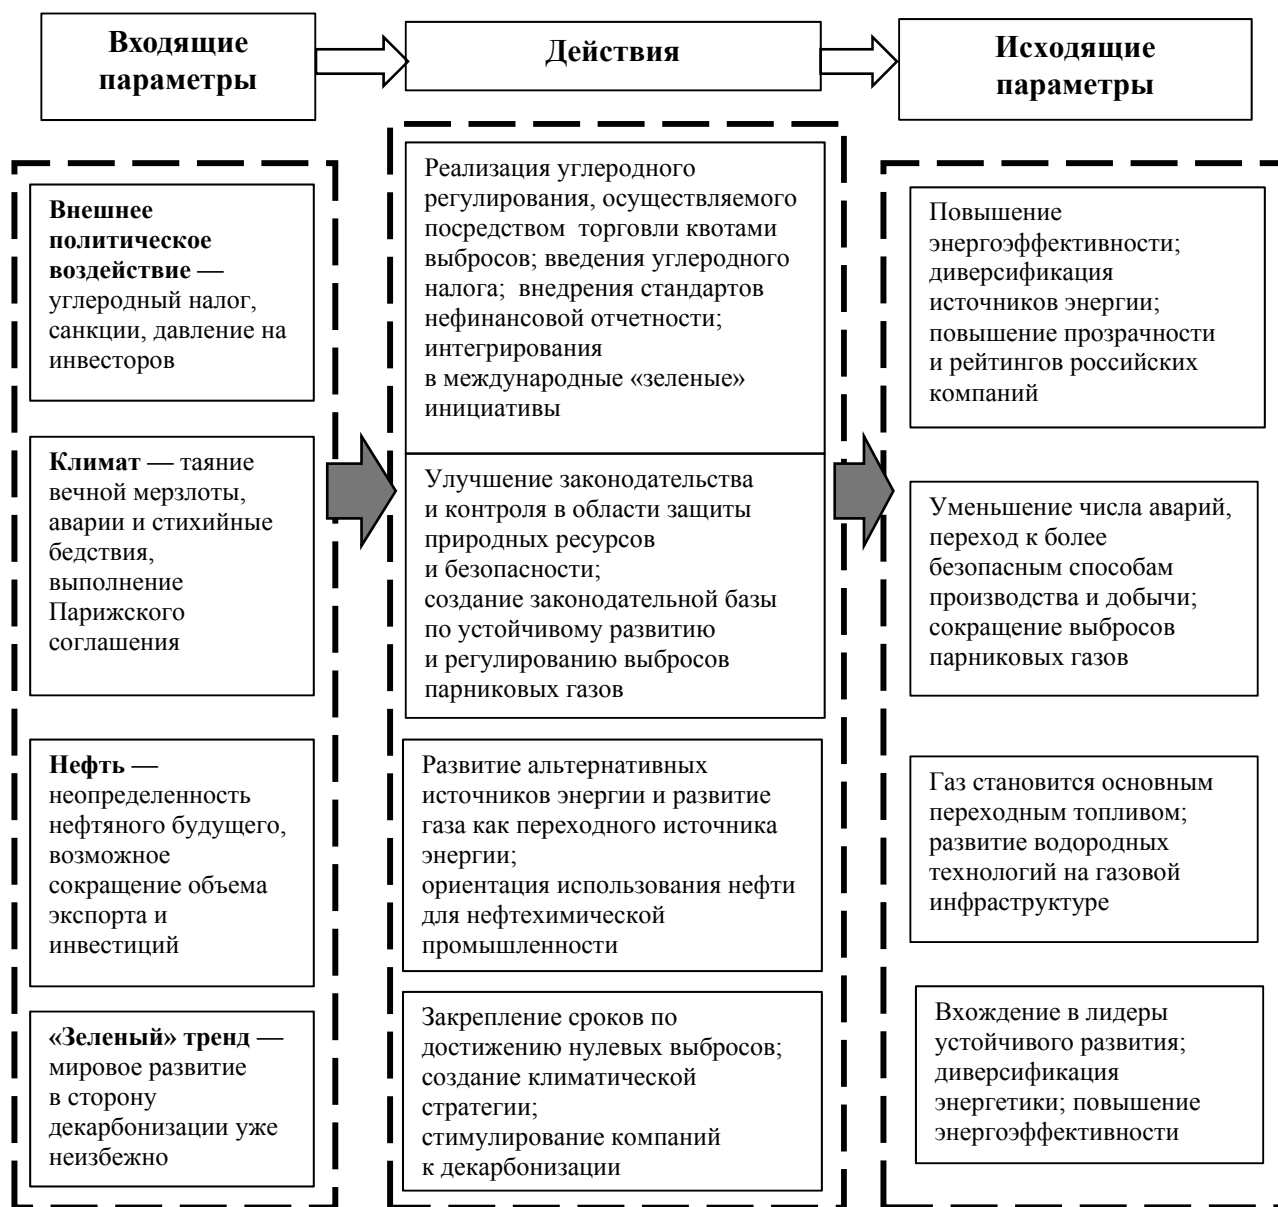 Входящие
параметры
Действия
Исходящие
параметры
Внешнее
политическое
воздействие —
углеродный налог,
санкции, давление на
инвесторов
Климат — таяние
вечной мерзлоты,
аварии и стихийные
бедствия,
выполнение
Парижского
соглашения
Нефть —
неопределенность
нефтяного будущего,
возможное
сокращение объема
экспорта и
инвестиций
«Зеленый» тренд —
мировое развитие
в сторону
декарбонизации уже
неизбежно
Реализация углеродного
регулирования, осуществляемого
посредством торговли квотами
выбросов; введения углеродного
налога; внедрения стандартов
нефинансовой отчетности;
интегрирования
в международные «зеленые»
инициативы
Улучшение законодательства
и контроля в области защиты
природных ресурсов
и безопасности;
создание законодательной базы
по устойчивому развитию
и регулированию выбросов
парниковых газов
Развитие альтернативных
источников энергии и развитие
газа как переходного источника
энергии;
ориентация использования нефти
для нефтехимической
промышленности
Закрепление сроков по
достижению нулевых выбросов;
создание климатической
стратегии;
стимулирование компаний
к декарбонизации
Повышение
энергоэффективности;
диверсификация
источников энергии;
повышение прозрачности
и рейтингов российских
компаний
Уменьшение числа аварий,
переход к более
безопасным способам
производства и добычи;
сокращение выбросов
парниковых газов
Газ становится основным
переходным топливом;
развитие водородных
технологий на газовой
инфраструктуре
Вхождение в лидеры
устойчивого развития;
диверсификация
энергетики; повышение
энергоэффективности